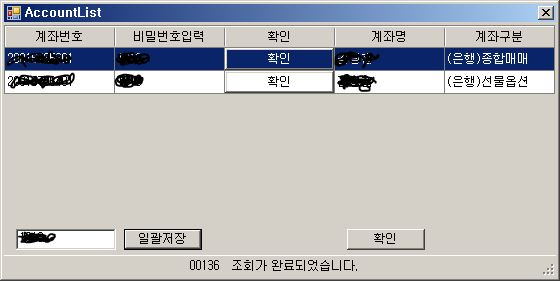 AccountList
계좌번호 비밀번호입력 확인 계좌명 계좌구분
확인 (은행)종합매매
확인 (은행)선물옵션
일괄저장 확인
00136 조회가 완료되었습니다.